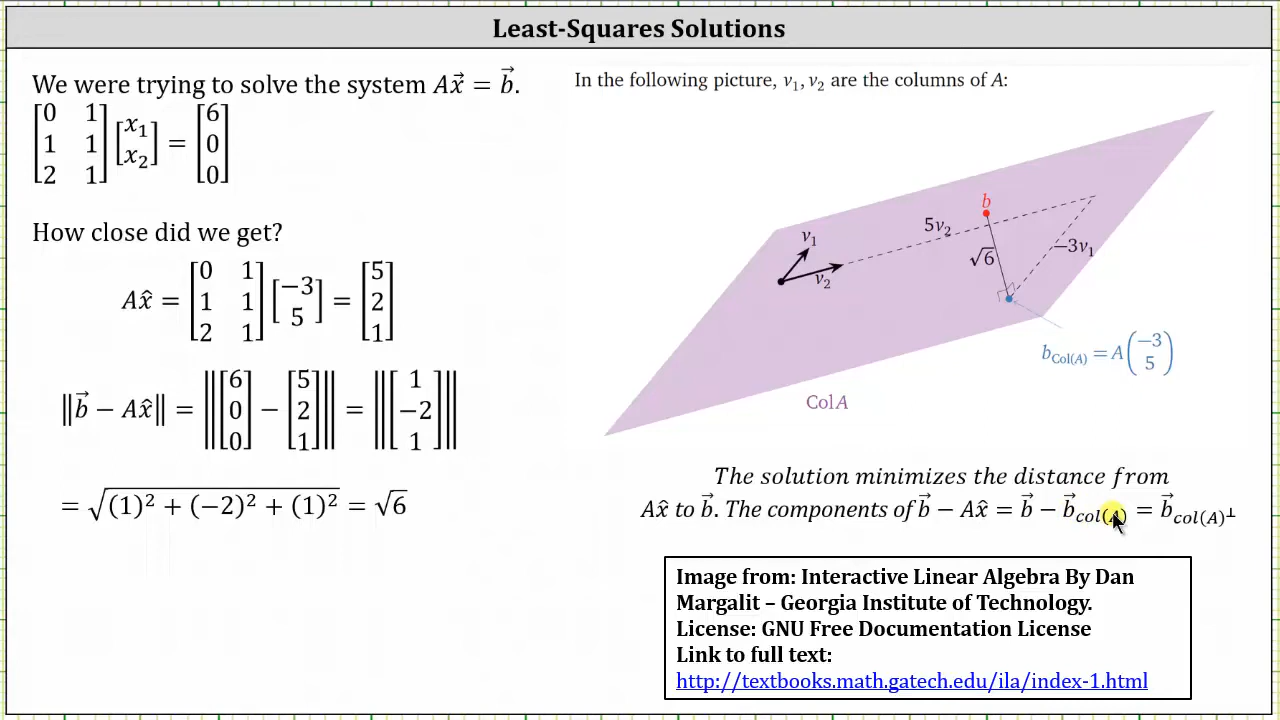 Least-Squares Solutions
We were trying to solve the system Ax⃗ = b⃗.
[0 1; 1 1; 2 1] [x₁; x₂] = [6; 0; 0]
How close did we get?
Ax̂ = [0 1; 1 1; 2 1] [−3; 5] = [5; 2; 1]
‖b⃗ − Ax̂‖ = ‖[6; 0; 0] − [5; 2; 1]‖ = ‖[1; −2; 1]‖
= √((1)² + (−2)² + (1)²) = √6
In the following picture, v₁, v₂ are the columns of A:
b
v₁
5v₂
√6
−3v₁
v₂
b_Col(A) = A(−3; 5)
Col A
The solution minimizes the distance from
Ax̂ to b⃗. The components of b⃗ − Ax̂ = b⃗ − b⃗_col(A) = b⃗_col(A)⊥
Image from: Interactive Linear Algebra By Dan
Margalit – Georgia Institute of Technology.
License: GNU Free Documentation License
Link to full text:
http://textbooks.math.gatech.edu/ila/index-1.html